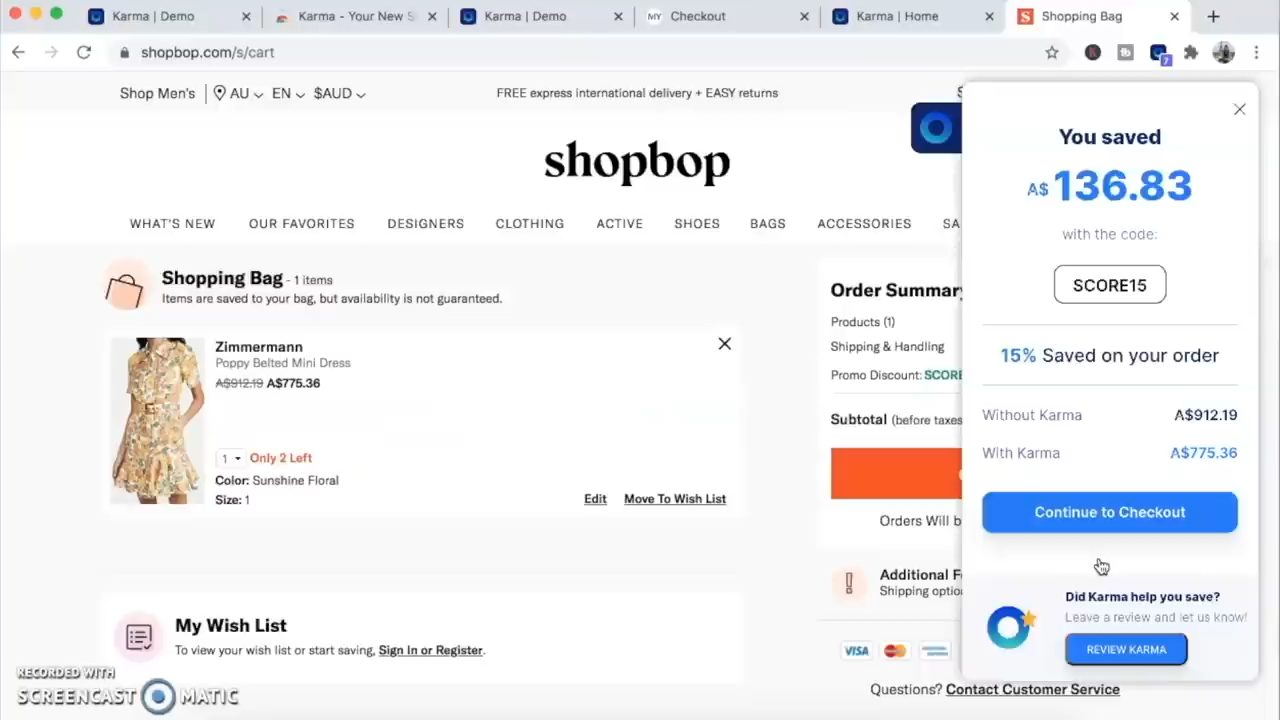 Karma | Demo
Karma - Your New S
Karma | Demo
MY Checkout
Karma | Home
Shopping Bag
shopbop.com/s/cart
7
Shop Men's
AU
EN
$AUD
FREE express international delivery + EASY returns
shopbop
WHAT'S NEW
OUR FAVORITES
DESIGNERS
CLOTHING
ACTIVE
SHOES
BAGS
ACCESSORIES
SA
Shopping Bag - 1 items
Items are saved to your bag, but availability is not guaranteed.
Zimmermann
Poppy Belted Mini Dress
A$912.19 A$775.36
1 Only 2 Left
Color: Sunshine Floral
Size: 1
Edit
Move To Wish List
My Wish List
To view your wish list or start saving, Sign In or Register.
Order Summary
Products (1)
Shipping & Handling
Promo Discount: SCORE
Subtotal (before taxes
Orders Will b
Additional F
Shipping optio
VISA
Questions? Contact Customer Service
You saved
A$ 136.83
with the code:
SCORE15
15% Saved on your order
Without Karma A$912.19
With Karma A$775.36
Continue to Checkout
Did Karma help you save?
Leave a review and let us know!
REVIEW KARMA
RECORDED WITH
SCREENCAST MATIC